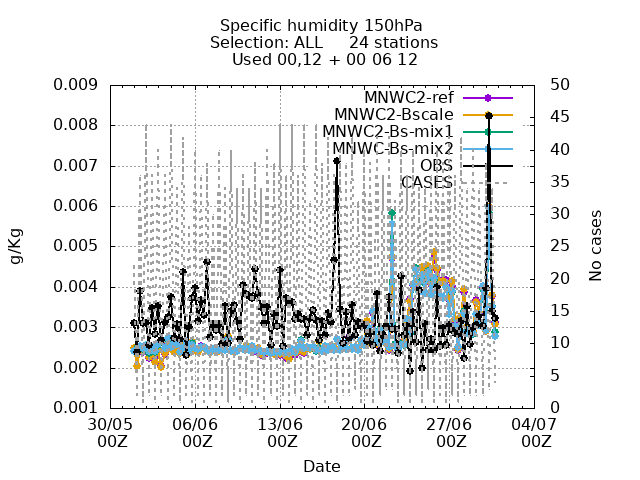 Specific humidity 150hPa
Selection: ALL 24 stations
Used 00,12 + 00 06 12
0.009
0.008
0.007
0.006
0.005
0.004
0.003
0.002
0.001
g/Kg
50
45
40
35
30
25
20
15
10
5
0
No cases
MNWC2-ref
MNWC2-Bscale
MNWC2-Bs-mix1
MNWC-Bs-mix2
OBS
CASES
30/05 06/06 13/06 20/06 27/06 04/07
00Z 00Z 00Z 00Z 00Z 00Z
Date